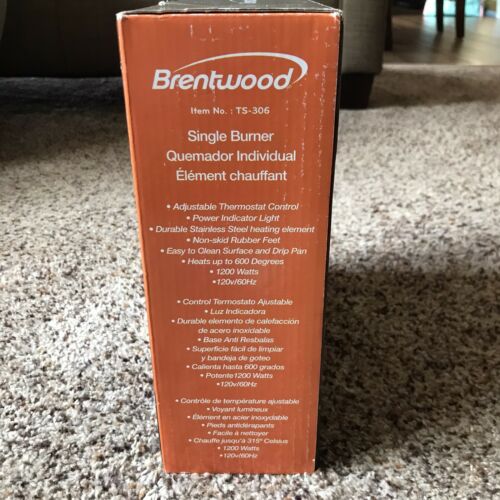 Brentwood
Item No. : TS-306
Single Burner
Quemador Individual
Élément chauffant
• Adjustable Thermostat Control
• Power Indicator Light
• Durable Stainless Steel heating element
• Non-skid Rubber Feet
• Easy to Clean Surface and Drip Pan
• Heats up to 600 Degrees
• 1200 Watts
•120v/60Hz
• Control Termostato Ajustable
• Luz Indicadora
• Durable elemento de calefacción
de acero inoxidable
• Base Anti Resbalas
• Superficie fácil de limpiar
y bandeja de goteo
• Calienta hasta 600 grados
• Potente1200 Watts
•120v/60Hz
• Contrôle de température ajustable
• Voyant lumineux
• Élément en acier inoxydable
• Pieds antidérapants
• Facile à nettoyer
• Chauffe jusqu'à 315° Celsius
• 1200 Watts
•120v/60Hz